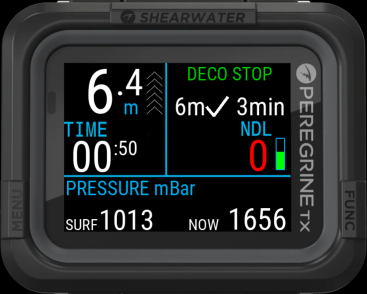 SHEARWATER
6.4 m
DECO STOP
6m 3min
TIME
00:50
NDL
0
PRESSURE mBar
SURF 1013 NOW 1656
MENU
FUNC
PEREGRINE TX